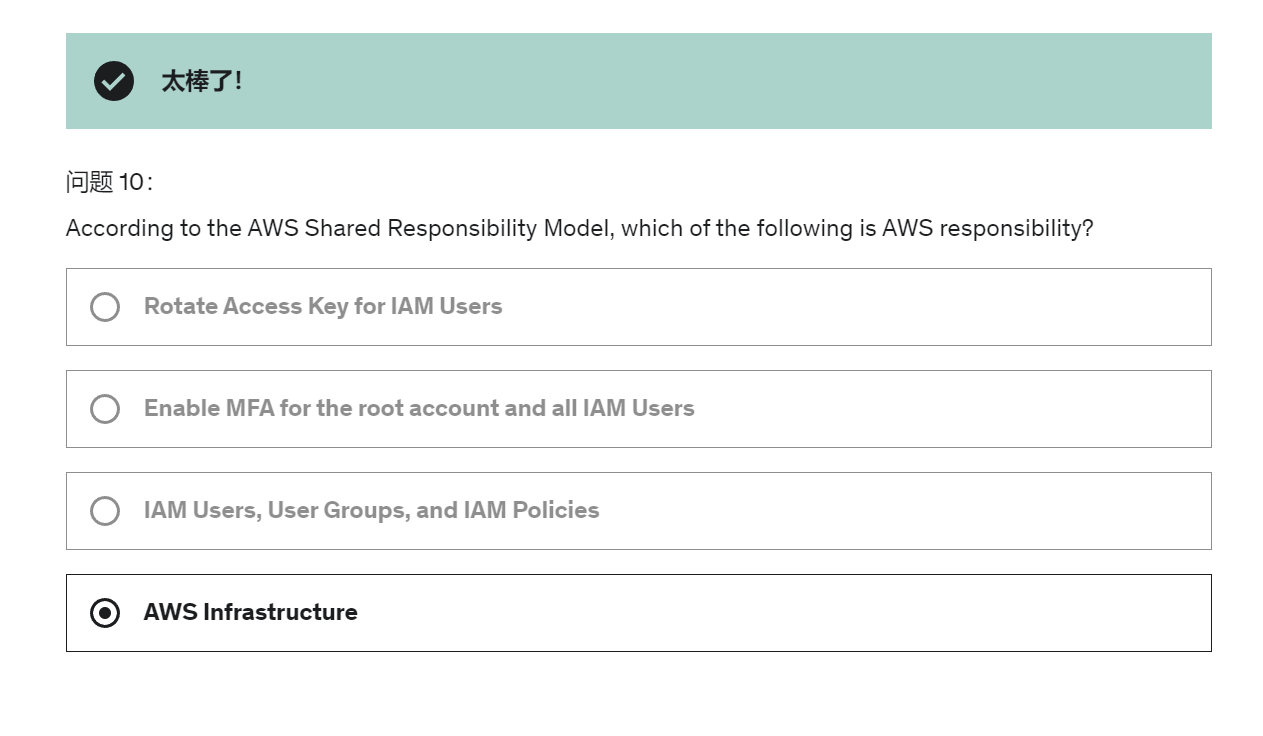 太棒了!
问题 10：
According to the AWS Shared Responsibility Model, which of the following is AWS responsibility?
Rotate Access Key for IAM Users
Enable MFA for the root account and all IAM Users
IAM Users, User Groups, and IAM Policies
AWS Infrastructure